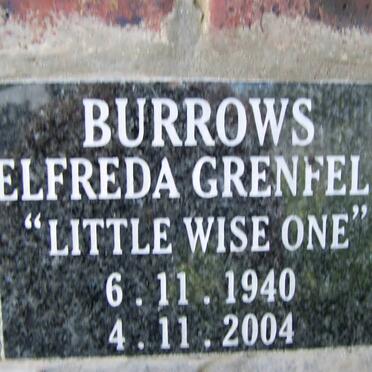 BURROWS
ELFREDA GRENFEL
“LITTLE WISE ONE”
6 . 11 . 1940
4 . 11 . 2004